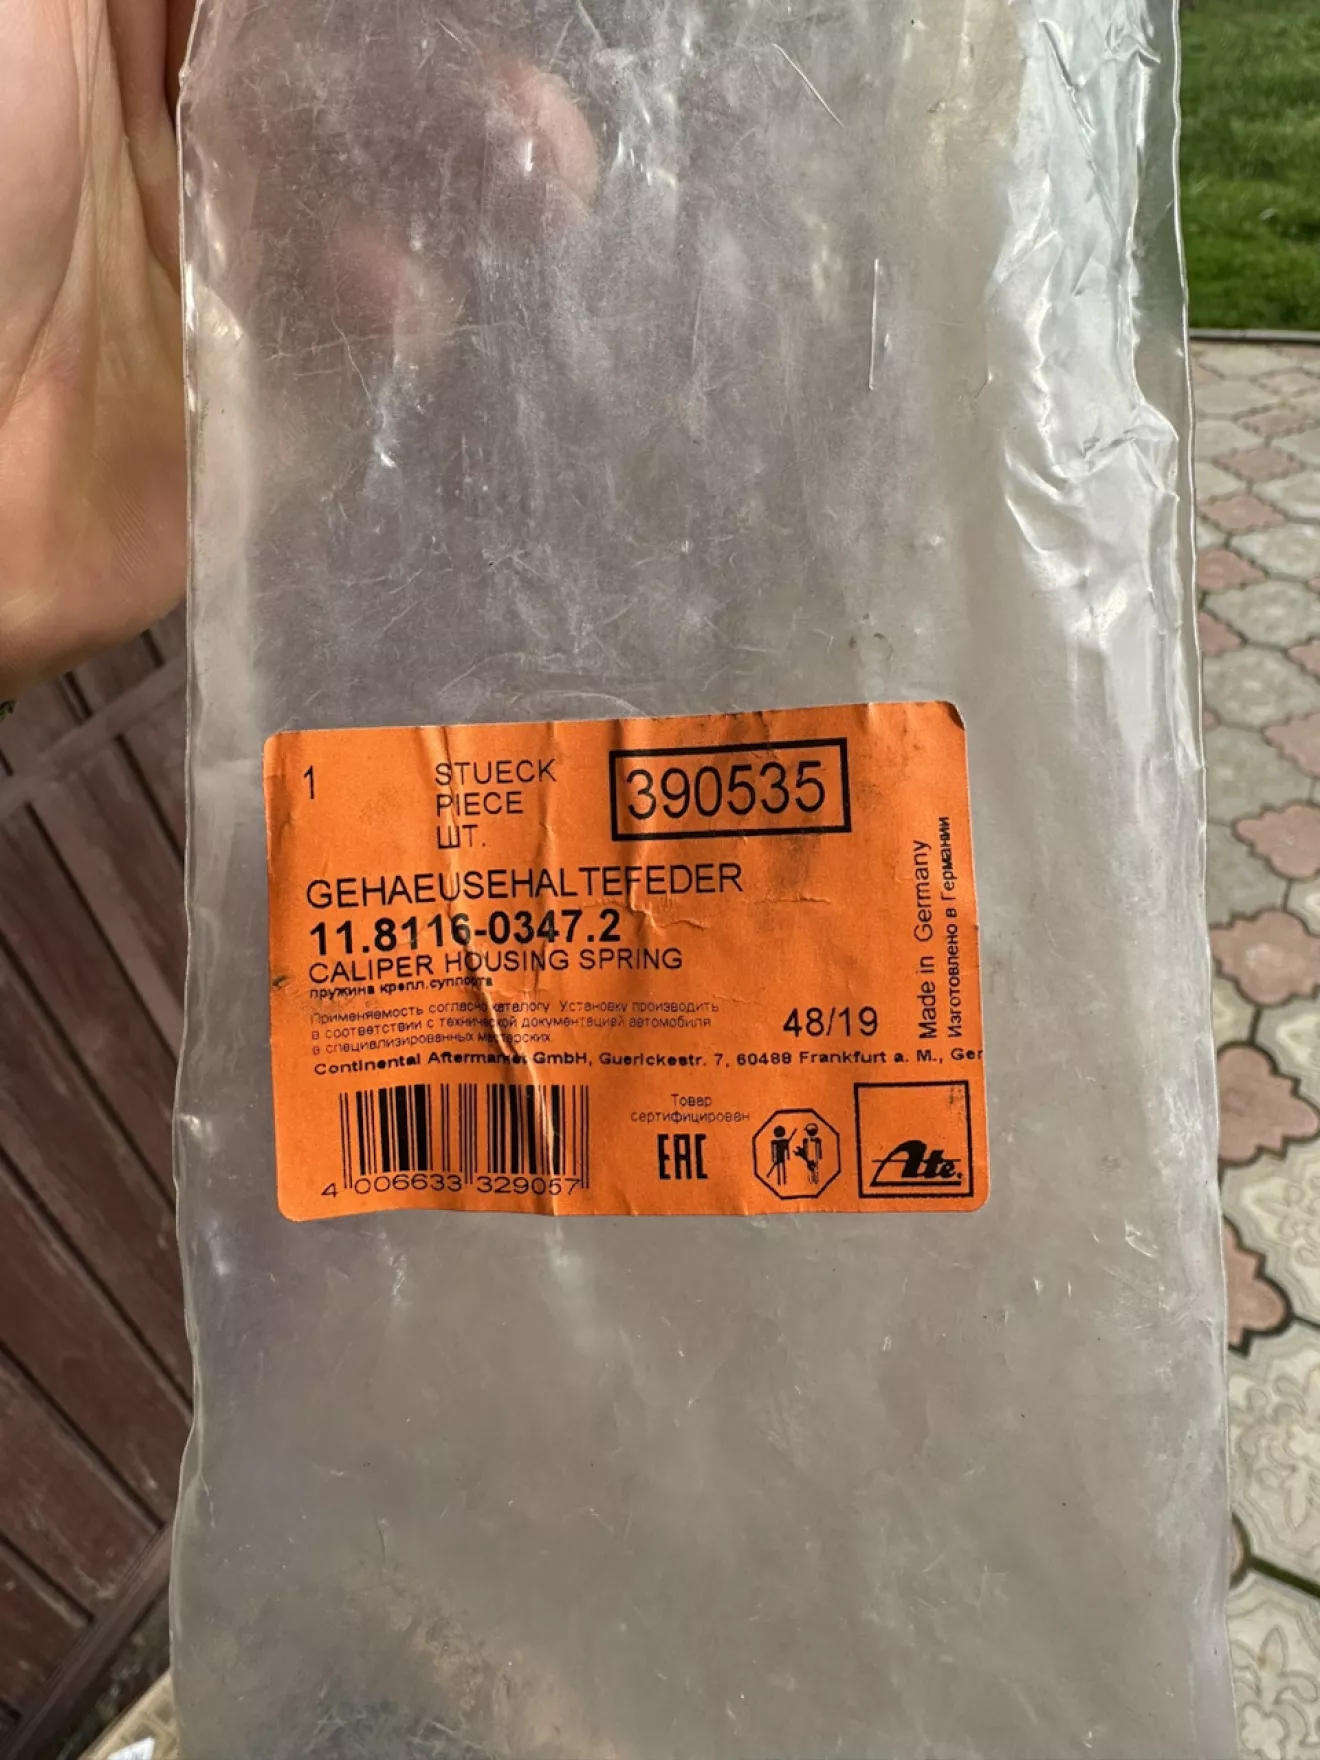 1
STUECK
PIECE
ШТ.
390535
GEHAEUSEHALTEFEDER
11.8116-0347.2
CALIPER HOUSING SPRING
пружина крепл.суппорта
Применяемость согласно каталогу Установку производить
в соответствии с технической документацией автомобиля
в специализированных мастерских
48/19
Made in Germany
Изготовлено в Германии
Continental Aftermarket GmbH, Guerickestr. 7, 60488 Frankfurt a. M., Ger
4 006633 329057
Товар
сертифицирован
EAC
Ate